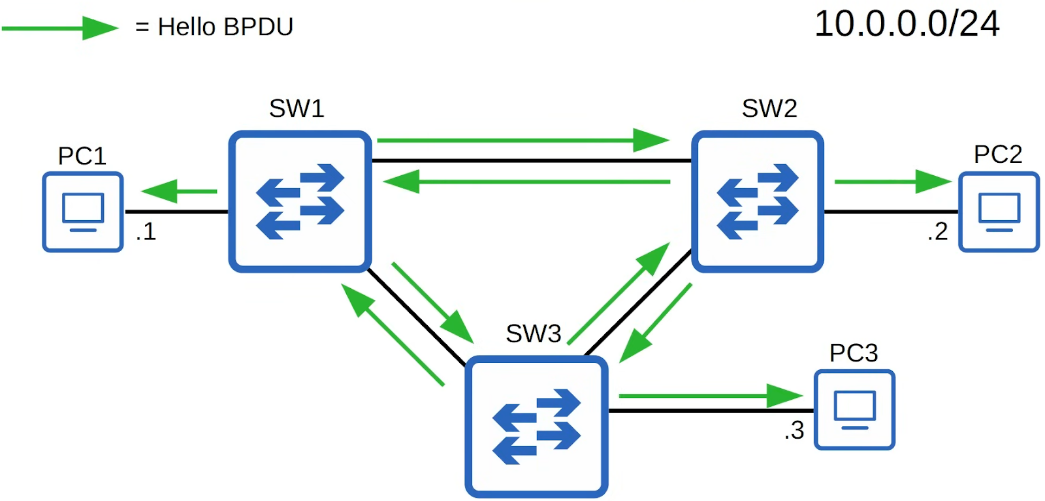 = Hello BPDU
10.0.0.0/24
SW1
SW2
PC1
PC2
.1
.2
SW3
PC3
.3